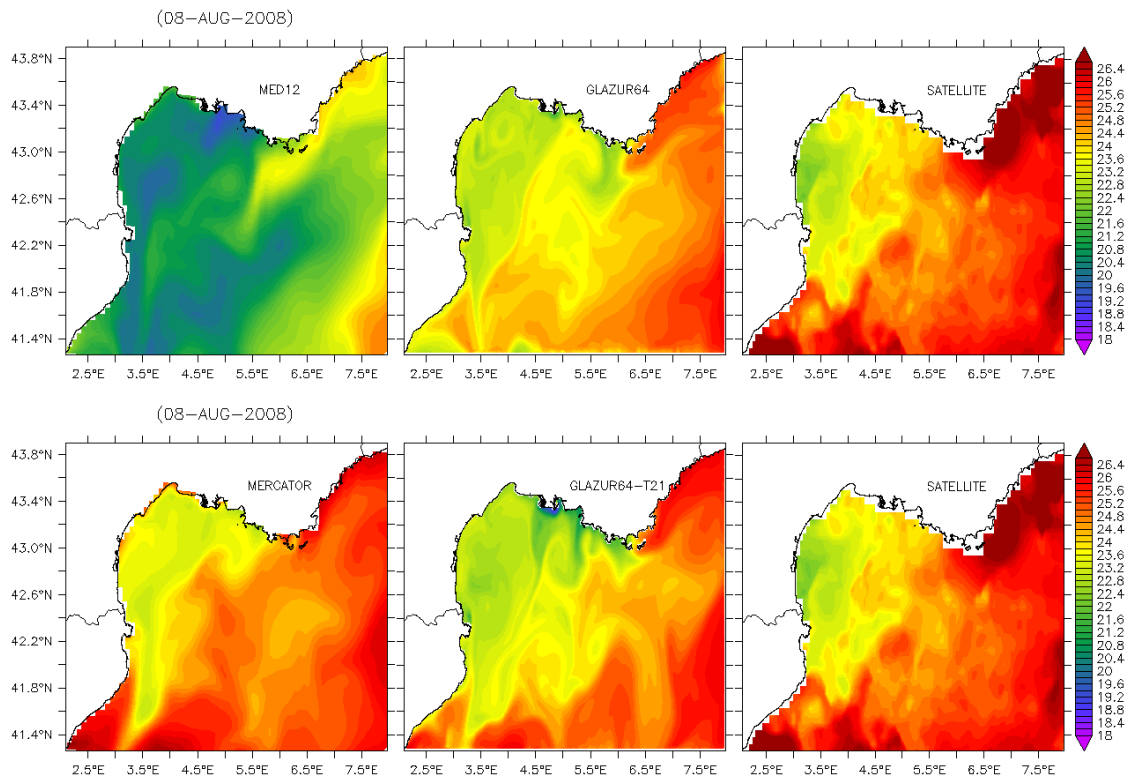 (08-AUG-2008)
MED12
GLAZUR64
SATELLITE
43.8°N
43.4°N
43.0°N
42.6°N
42.2°N
41.8°N
41.4°N
2.5°E 3.5°E 4.5°E 5.5°E 6.5°E 7.5°E
2.5°E 3.5°E 4.5°E 5.5°E 6.5°E 7.5°E
2.5°E 3.5°E 4.5°E 5.5°E 6.5°E 7.5°E
26.4
26
25.6
25.2
24.8
24.4
24
23.6
23.2
22.8
22.4
22
21.6
21.2
20.8
20.4
20
19.6
19.2
18.8
18.4
18
(08-AUG-2008)
MERCATOR
GLAZUR64-T21
SATELLITE
43.8°N
43.4°N
43.0°N
42.6°N
42.2°N
41.8°N
41.4°N
2.5°E 3.5°E 4.5°E 5.5°E 6.5°E 7.5°E
2.5°E 3.5°E 4.5°E 5.5°E 6.5°E 7.5°E
2.5°E 3.5°E 4.5°E 5.5°E 6.5°E 7.5°E
26.4
26
25.6
25.2
24.8
24.4
24
23.6
23.2
22.8
22.4
22
21.6
21.2
20.8
20.4
20
19.6
19.2
18.8
18.4
18